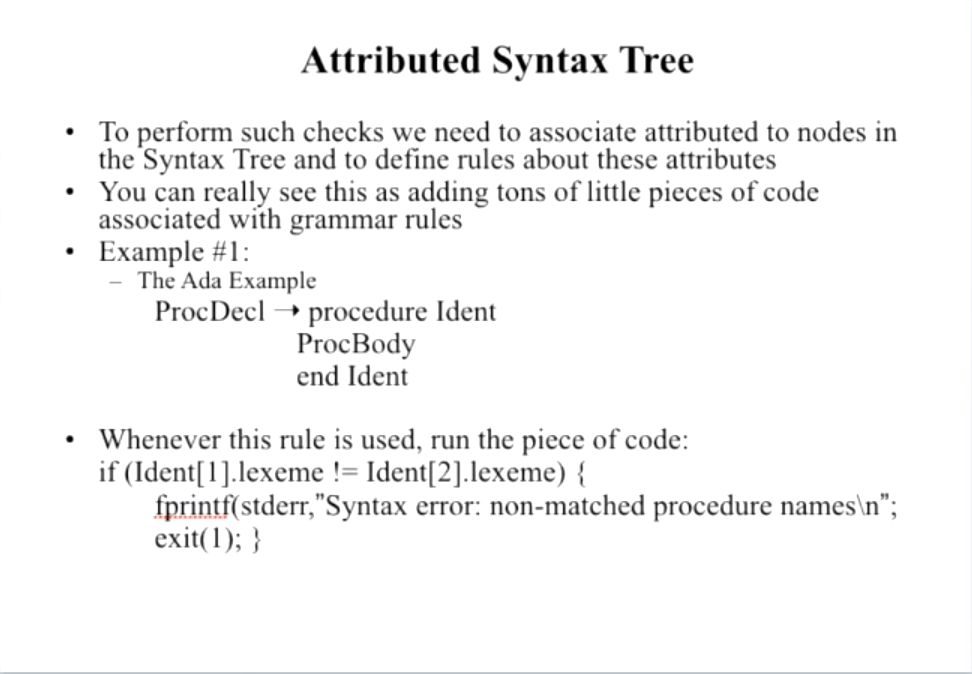 Attributed Syntax Tree
• To perform such checks we need to associate attributed to nodes in
the Syntax Tree and to define rules about these attributes
• You can really see this as adding tons of little pieces of code
associated with grammar rules
• Example #1:
– The Ada Example
ProcDecl → procedure Ident
ProcBody
end Ident
• Whenever this rule is used, run the piece of code:
if (Ident[1].lexeme != Ident[2].lexeme) {
fprintf(stderr,"Syntax error: non-matched procedure names\n";
exit(1); }